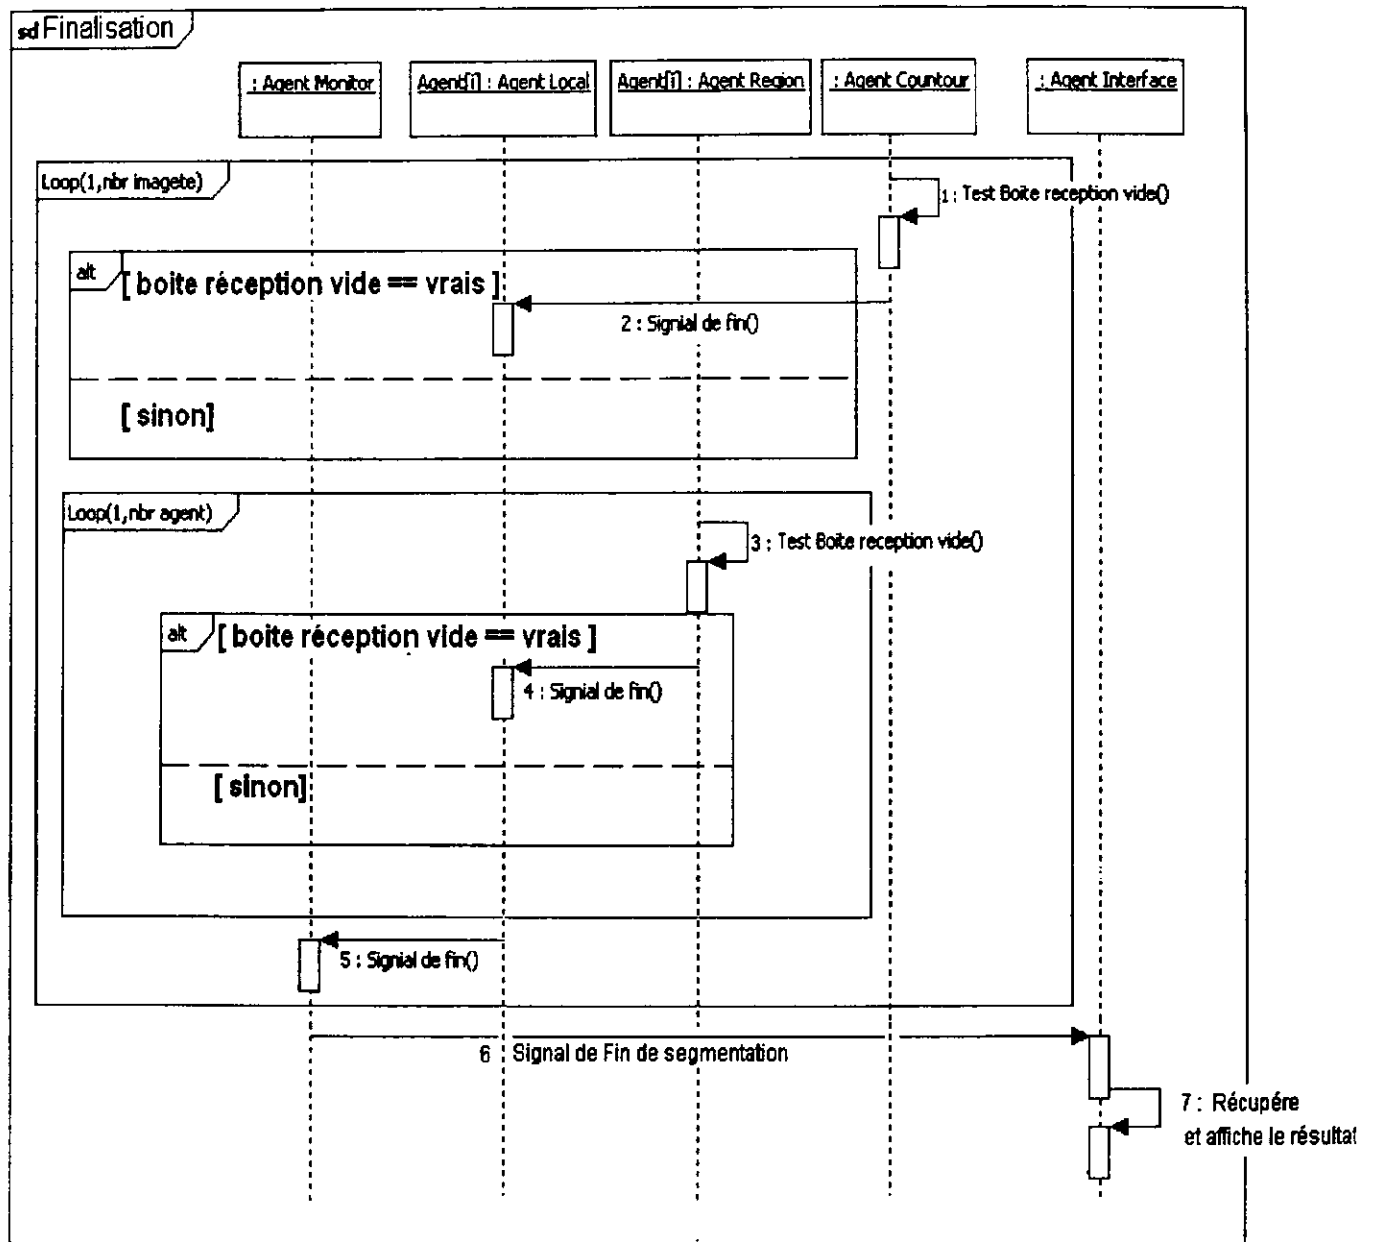 sd Finalisation
: Agent Monitor
Agent[i] : Agent Local
Agent[i] : Agent Region
: Agent Countour
: Agent Interface
Loop(1,nbr imagete)
1 : Test Boite reception vide()
alt
[ boite réception vide == vrais ]
2 : Signial de fin()
[ sinon]
Loop(1,nbr agent)
3 : Test Boite reception vide()
alt
[ boite réception vide == vrais ]
4 : Signial de fin()
[ sinon]
5 : Signial de fin()
6 : Signal de Fin de segmentation
7 : Récupére
et affiche le résultat